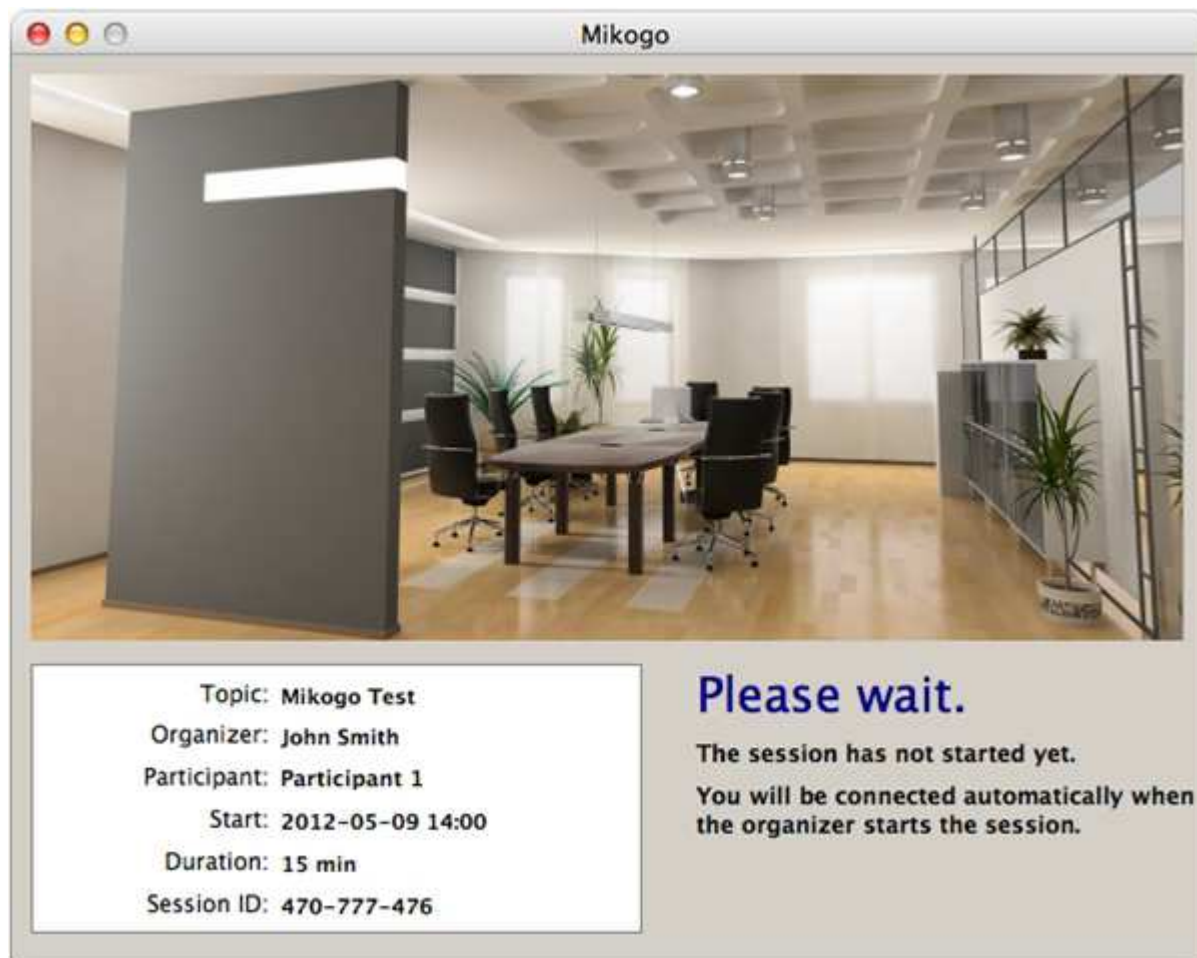 Mikogo
Topic: Mikogo Test
Organizer: John Smith
Participant: Participant 1
Start: 2012-05-09 14:00
Duration: 15 min
Session ID: 470-777-476
Please wait.
The session has not started yet.
You will be connected automatically when
the organizer starts the session.